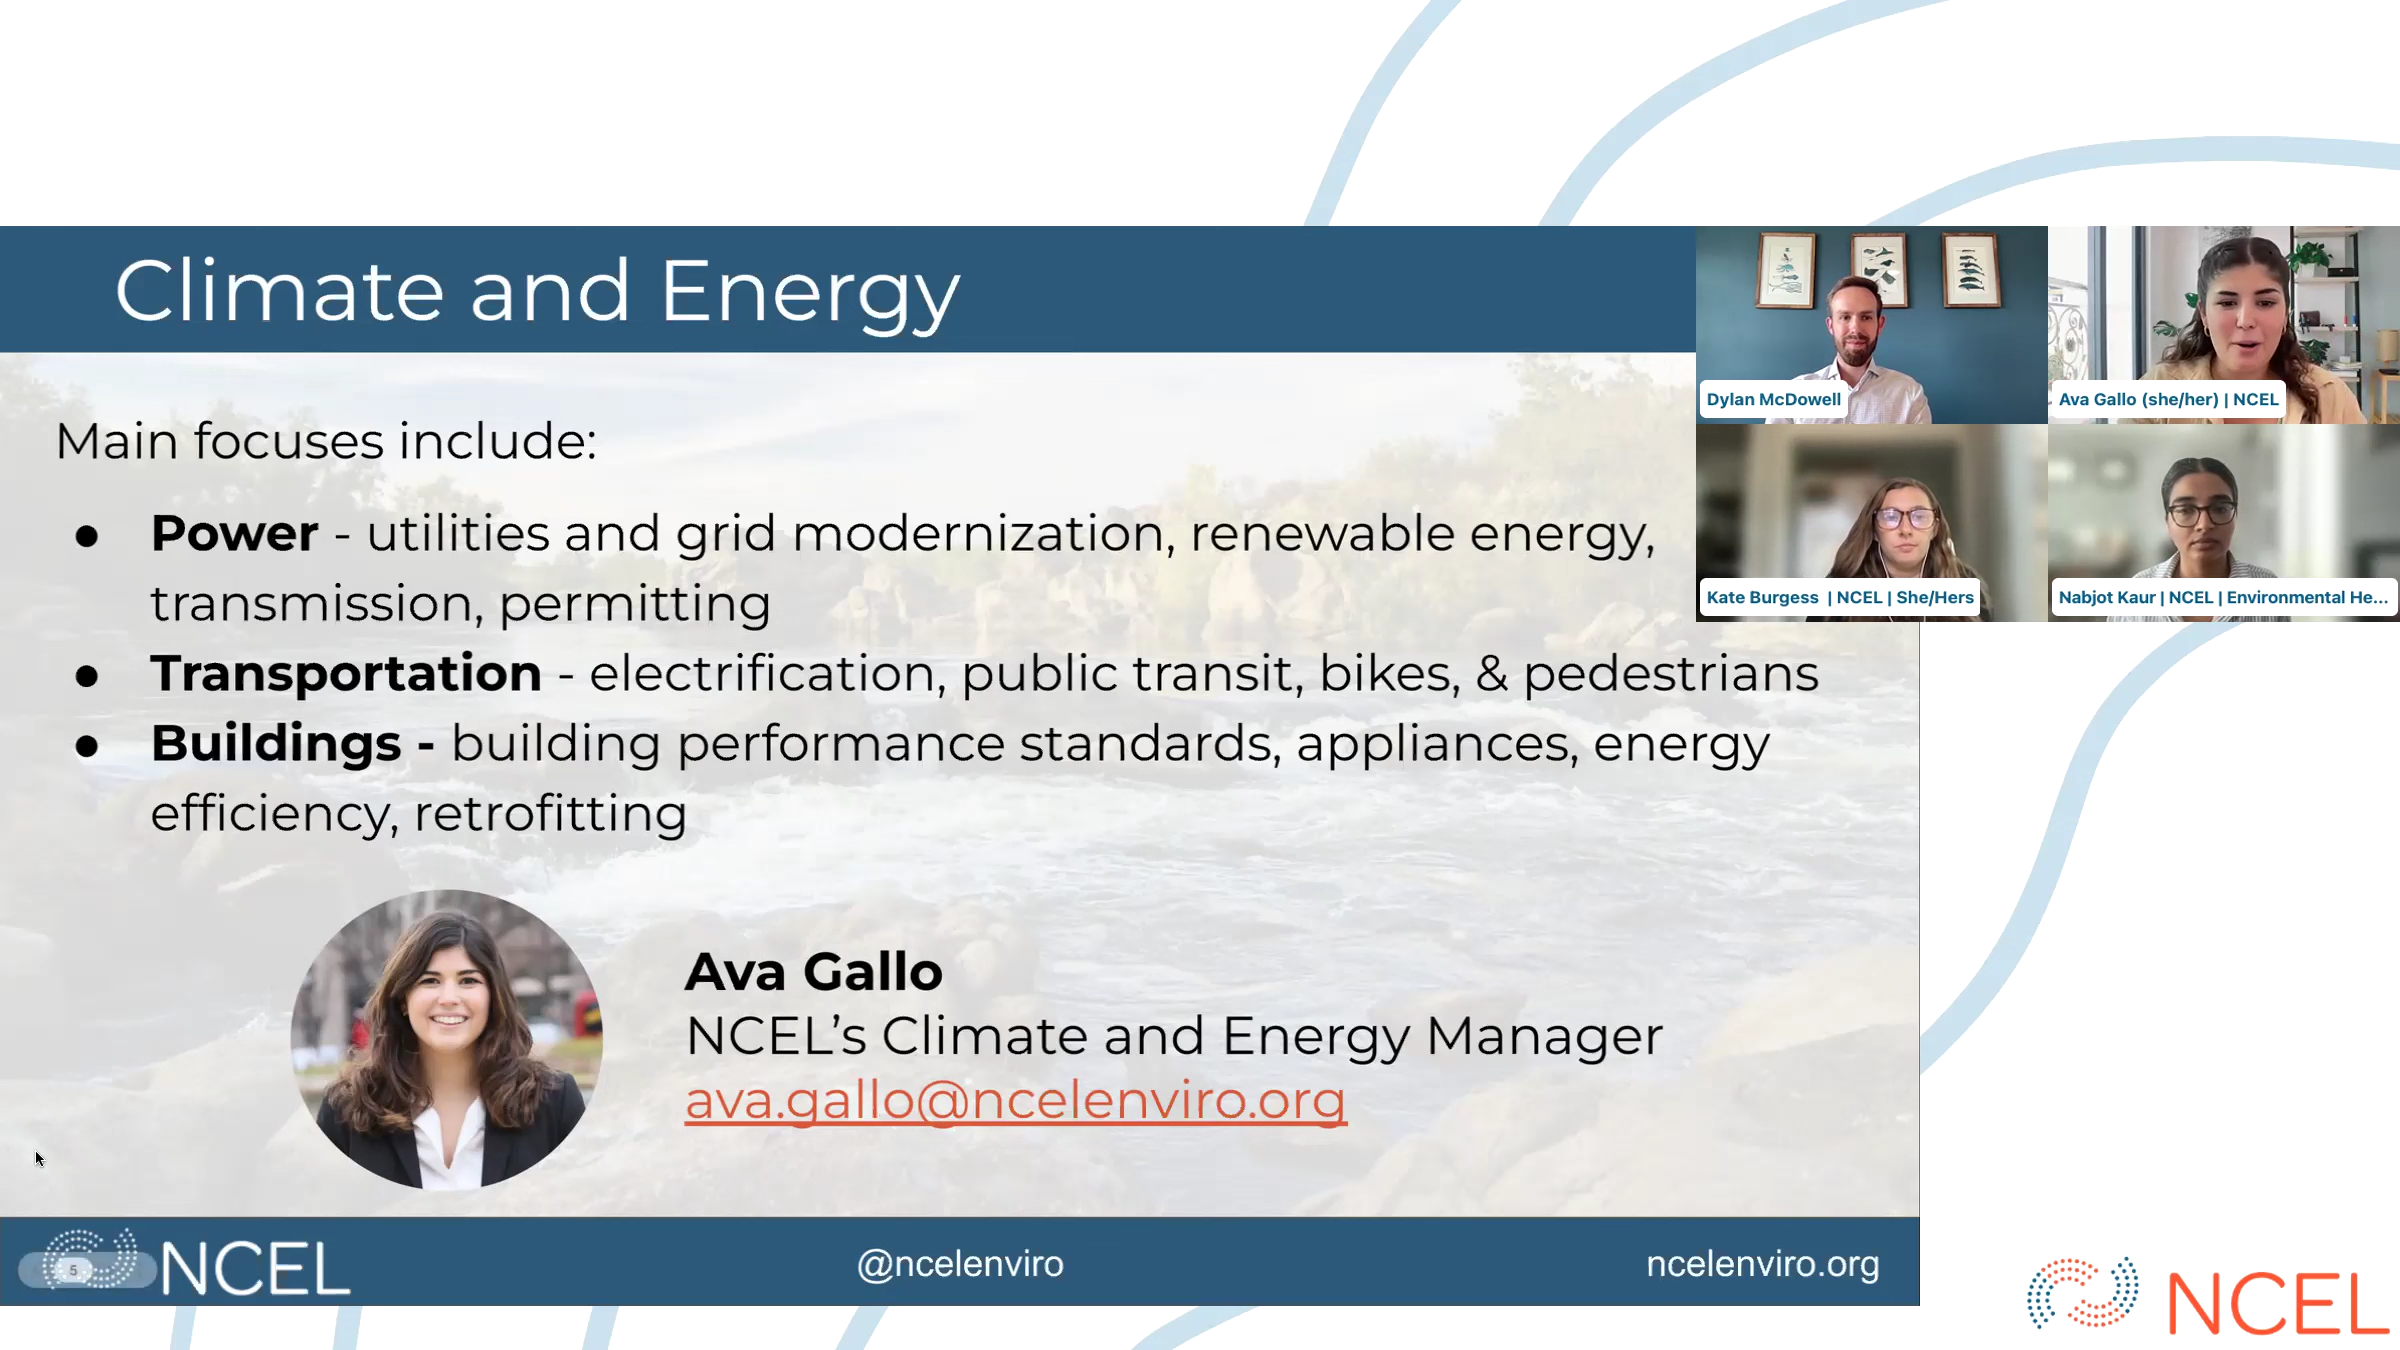 Climate and Energy
Main focuses include:
● Power - utilities and grid modernization, renewable energy,
transmission, permitting
● Transportation - electrification, public transit, bikes, & pedestrians
● Buildings - building performance standards, appliances, energy
efficiency, retrofitting
Ava Gallo
NCEL’s Climate and Energy Manager
ava.gallo@ncelenviro.org
5
NCEL
@ncelenviro
ncelenviro.org
Dylan McDowell
Ava Gallo (she/her) | NCEL
Kate Burgess | NCEL | She/Hers
Nabjot Kaur | NCEL | Environmental He...
NCEL